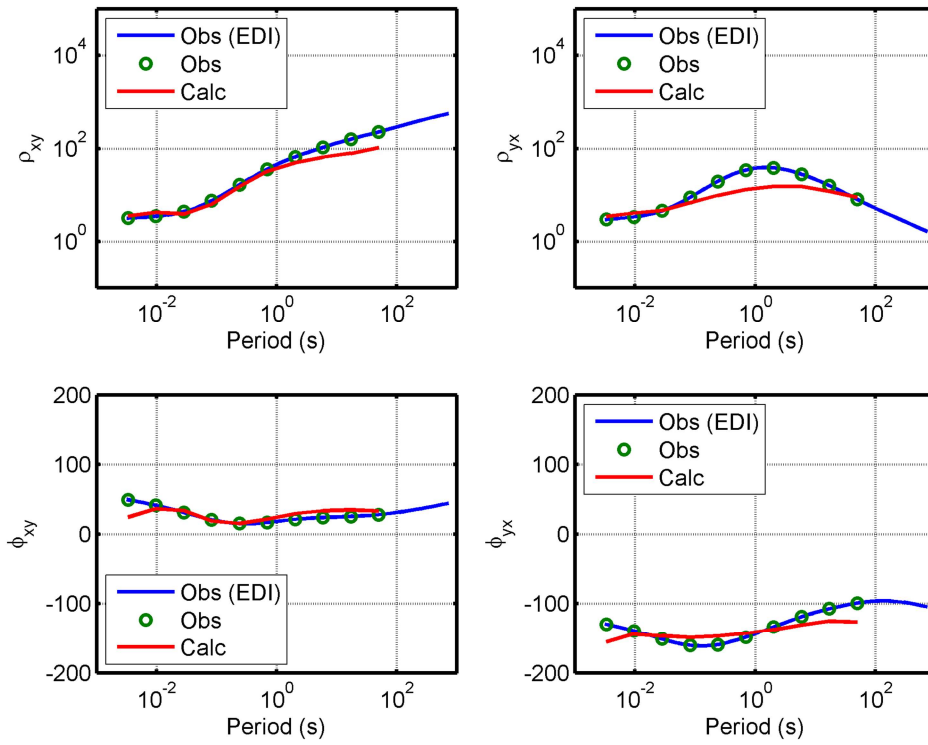 10^4
10^2
10^0
ρxy
Obs (EDI)
Obs
Calc
10^-2
10^0
10^2
Period (s)
10^4
10^2
10^0
ρyx
Obs (EDI)
Obs
Calc
10^-2
10^0
10^2
Period (s)
200
100
0
-100
-200
ϕxy
Obs (EDI)
Obs
Calc
10^-2
10^0
10^2
Period (s)
200
100
0
-100
-200
ϕyx
Obs (EDI)
Obs
Calc
10^-2
10^0
10^2
Period (s)